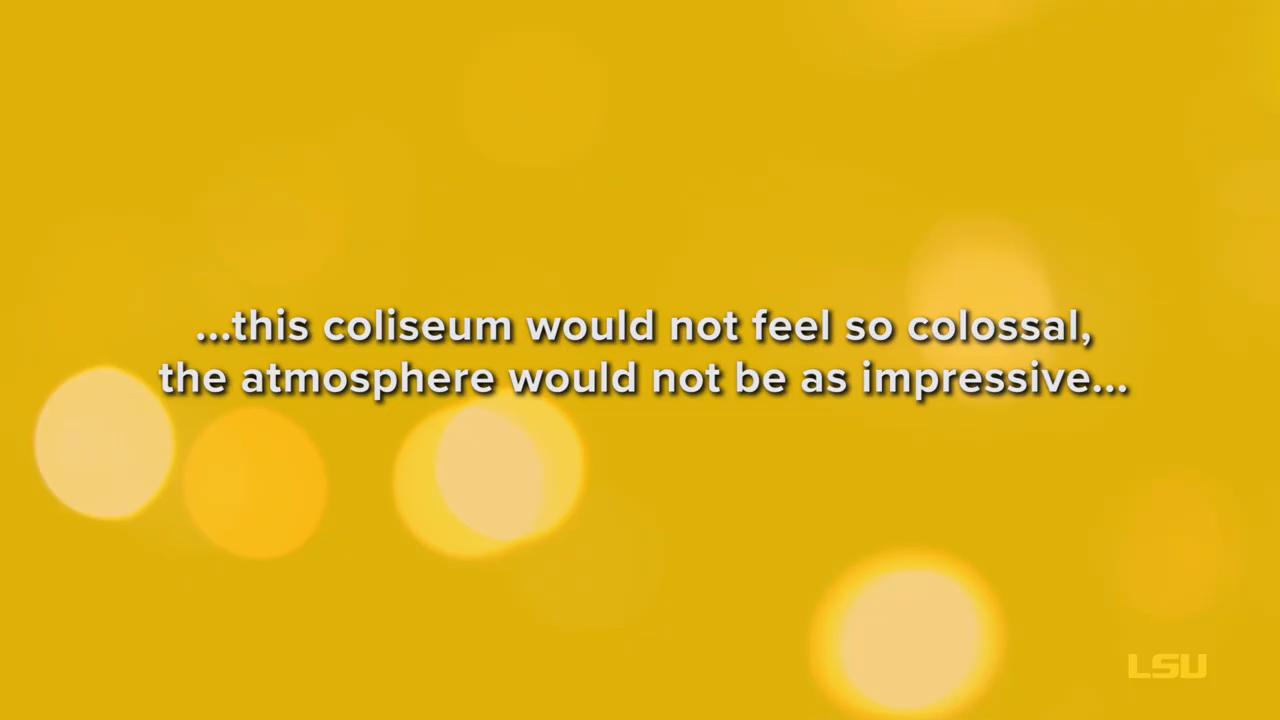 ...this coliseum would not feel so colossal,
the atmosphere would not be as impressive...
LSU